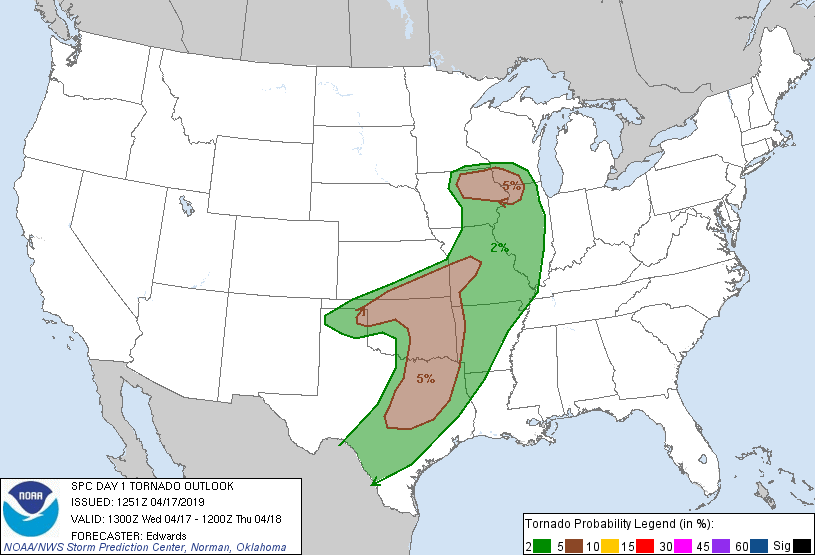 5%
2%
5%
NOAA
SPC DAY 1 TORNADO OUTLOOK
ISSUED: 1251Z 04/17/2019
VALID: 1300Z Wed 04/17 - 1200Z Thu 04/18
FORECASTER: Edwards
NOAA/NWS Storm Prediction Center, Norman, Oklahoma
Tornado Probability Legend (in %):
2 5 10 15 30 45 60 Sig